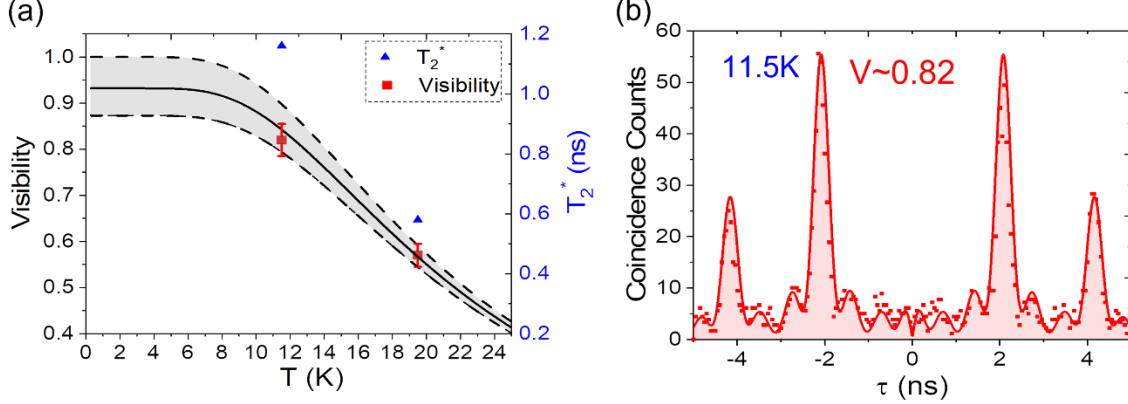 (a)
Visibility
1.0
0.9
0.8
0.7
0.6
0.5
0.4
0 2 4 6 8 10 12 14 16 18 20 22 24
T (K)
1.2
1.0
0.8
0.6
0.4
0.2
T2* (ns)
T2*
Visibility
(b)
Coincidence Counts
60
50
40
30
20
10
0
-4 -2 0 2 4
τ (ns)
11.5K V~0.82